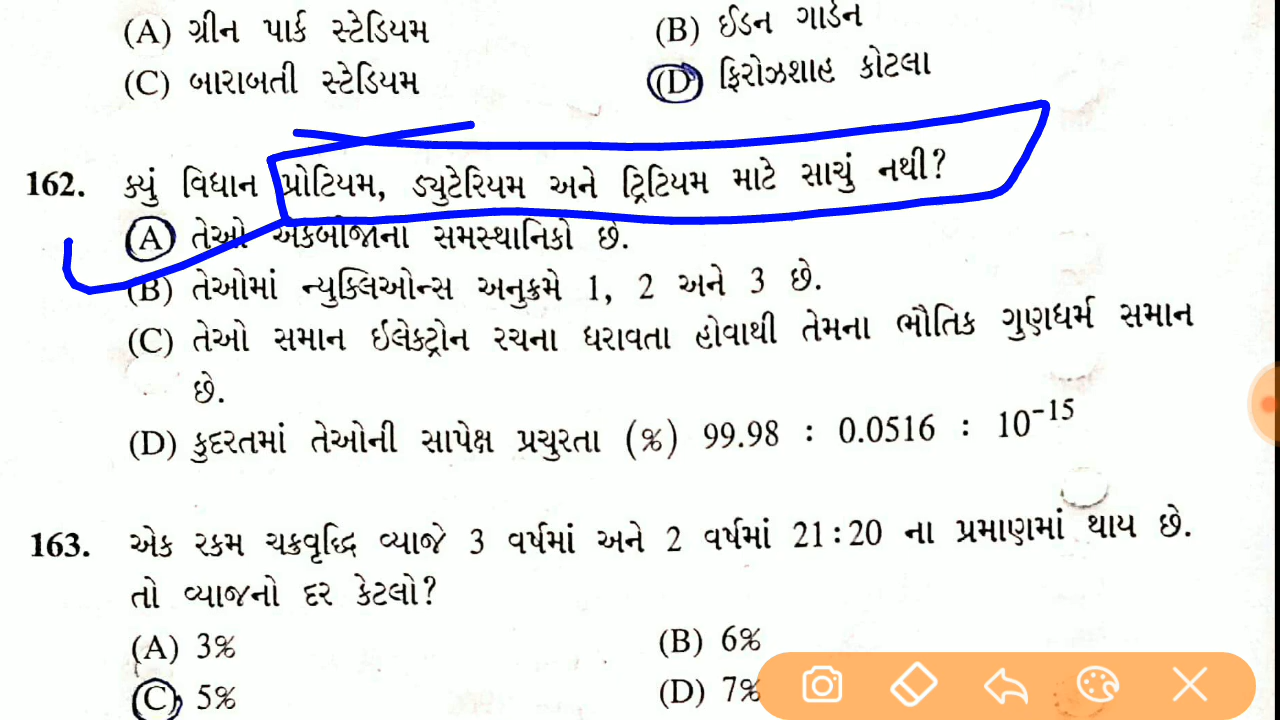 (A) ગ્રીન પાર્ક સ્ટેડિયમ (B) ઈડન ગાર્ડન
(C) બારાબતી સ્ટેડિયમ (D) ફિરોઝશાહ કોટલા
162. ક્યું વિધાન પ્રોટિયમ, ડ્યુટેરિયમ અને ટ્રિટિયમ માટે સાચું નથી?
(A) તેઓ એકબીજાના સમસ્થાનિકો છે.
(B) તેઓમાં ન્યુક્લિઓન્સ અનુક્રમે 1, 2 અને 3 છે.
(C) તેઓ સમાન ઈલેક્ટ્રોન રચના ધરાવતા હોવાથી તેમના ભૌતિક ગુણધર્મ સમાન
છે.
(D) કુદરતમાં તેઓની સાપેક્ષ પ્રચુરતા (%) 99.98 : 0.0516 : 10⁻¹⁵
163. એક રકમ ચક્રવૃદ્ધિ વ્યાજે 3 વર્ષમાં અને 2 વર્ષમાં 21:20 ના પ્રમાણમાં થાય છે.
તો વ્યાજનો દર કેટલો?
(A) 3% (B) 6%
(C) 5% (D) 7%